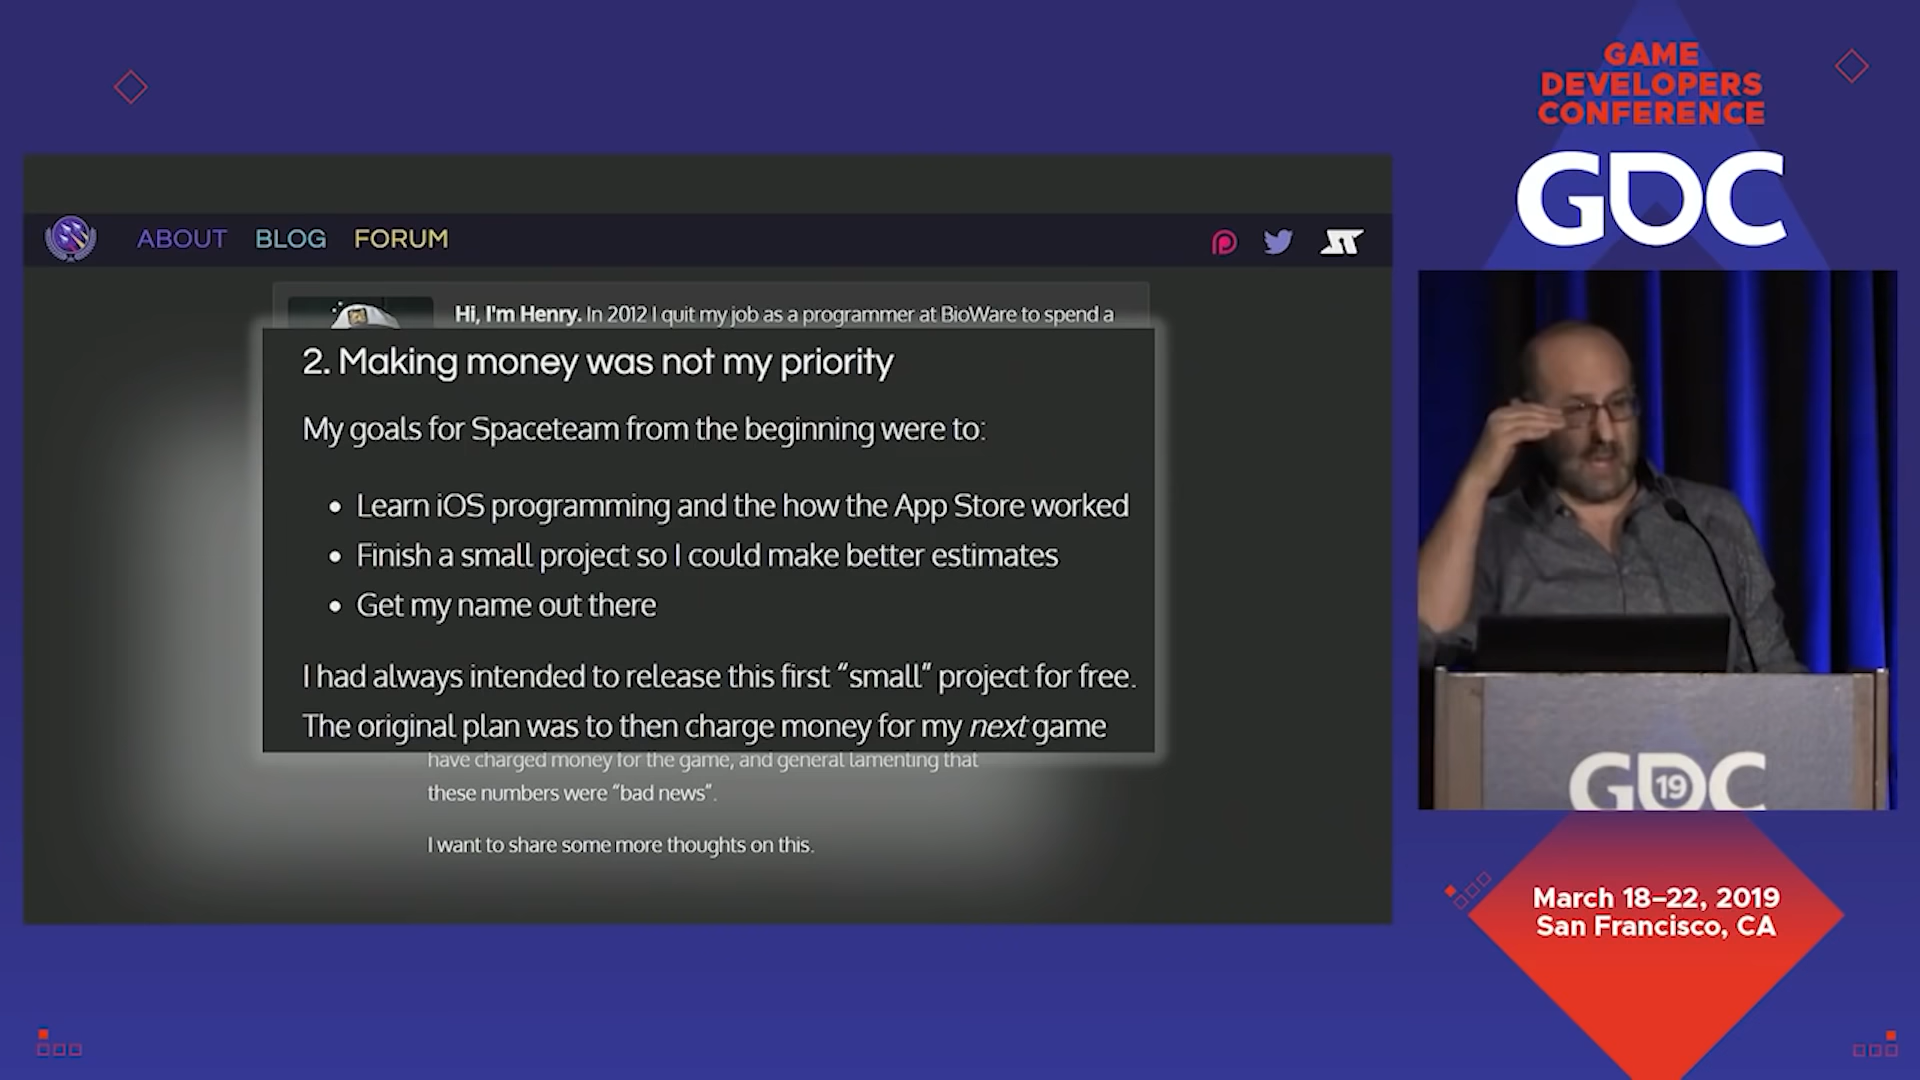 GAME
DEVELOPERS
CONFERENCE
GDC
ABOUT BLOG FORUM
Hi, I'm Henry. In 2012 I quit my job as a programmer at BioWare to spend a
2. Making money was not my priority
My goals for Spaceteam from the beginning were to:
• Learn iOS programming and the how the App Store worked
• Finish a small project so I could make better estimates
• Get my name out there
I had always intended to release this first “small” project for free.
The original plan was to then charge money for my next game
have charged money for the game, and general lamenting that
these numbers were “bad news”.
I want to share some more thoughts on this.
GDC
19
March 18–22, 2019
San Francisco, CA